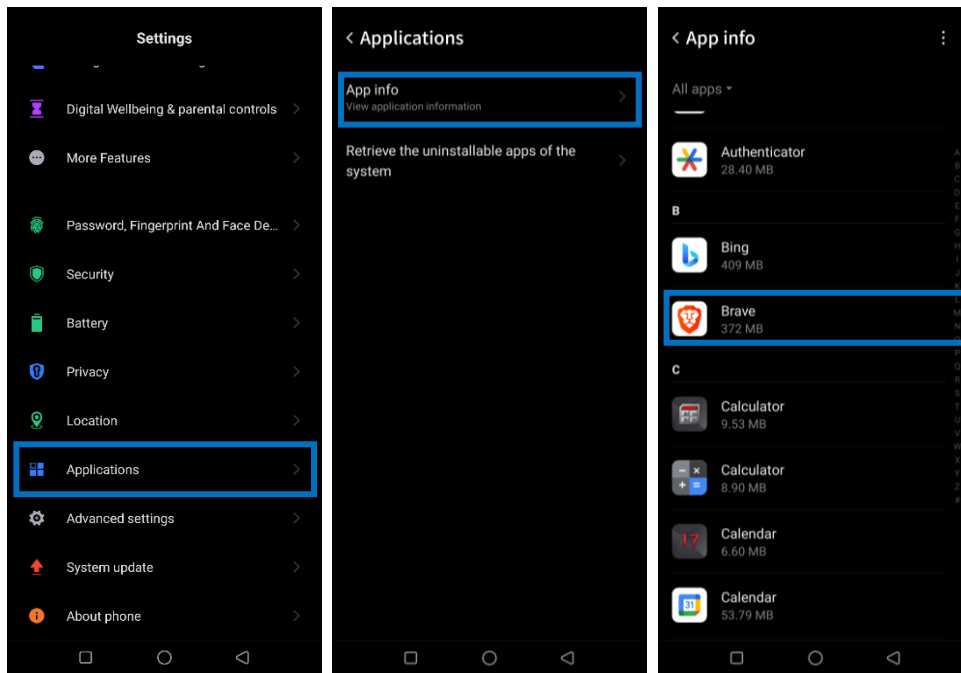 Settings
Digital Wellbeing & parental controls
More Features
Password, Fingerprint And Face De...
Security
Battery
Privacy
Location
Applications
Advanced settings
System update
About phone
Applications
App info
View application information
Retrieve the uninstallable apps of the
system
App info
All apps
Authenticator
28.40 MB
B
Bing
409 MB
Brave
372 MB
C
Calculator
9.53 MB
Calculator
8.90 MB
17
Calendar
6.60 MB
31
Calendar
53.79 MB
A
B
C
D
E
F
G
H
I
J
K
L
M
N
P
Q
R
S
T
U
V
W
X
Y
Z
#